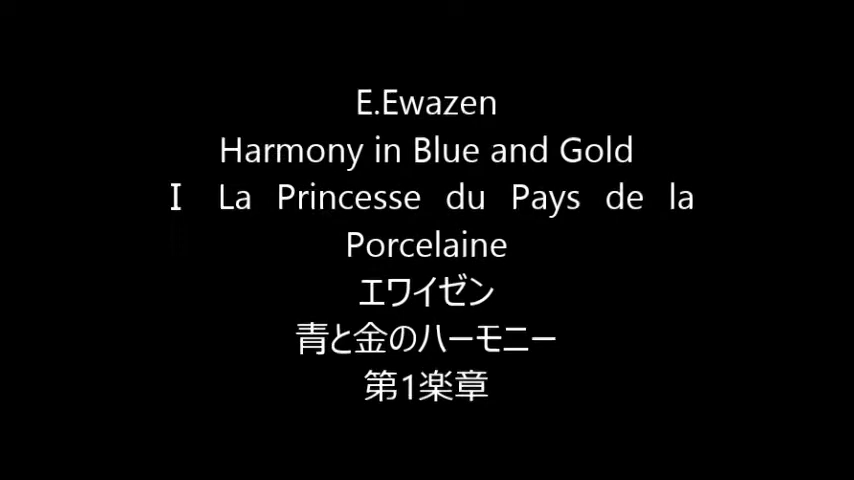 E.Ewazen
Harmony in Blue and Gold
I La Princesse du Pays de la
Porcelaine
エワイゼン
青と金のハーモニー
第1楽章